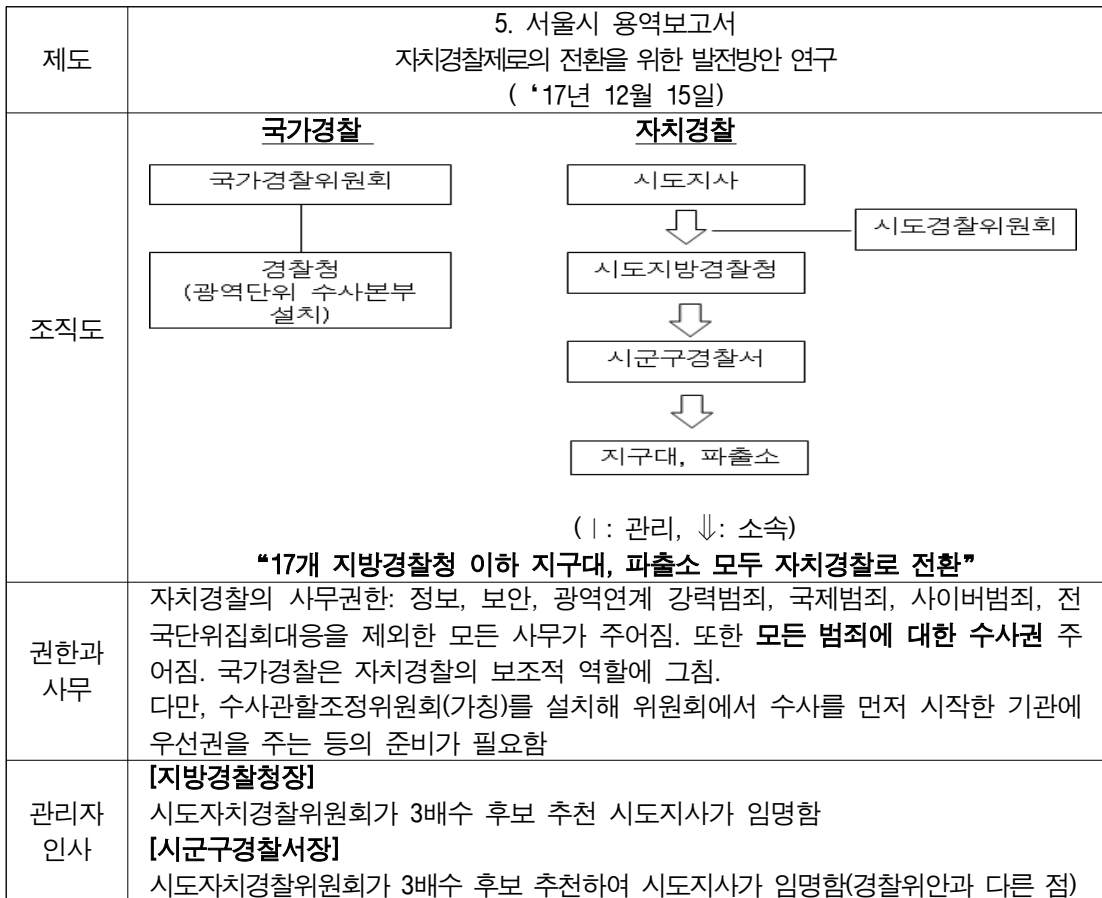 제도
5. 서울시 용역보고서
자치경찰제로의 전환을 위한 발전방안 연구
( ‘17년 12월 15일)
조직도
국가경찰 자치경찰
국가경찰위원회
시도지사
시도경찰위원회
경찰청
(광역단위 수사본부
설치)
시도지방경찰청
시군구경찰서
지구대, 파출소
(ㅣ: 관리, ⇓: 소속)
“17개 지방경찰청 이하 지구대, 파출소 모두 자치경찰로 전환”
권한과
사무
자치경찰의 사무권한: 정보, 보안, 광역연계 강력범죄, 국제범죄, 사이버범죄, 전
국단위집회대응을 제외한 모든 사무가 주어짐. 또한 모든 범죄에 대한 수사권 주
어짐. 국가경찰은 자치경찰의 보조적 역할에 그침.
다만, 수사관할조정위원회(가칭)를 설치해 위원회에서 수사를 먼저 시작한 기관에
우선권을 주는 등의 준비가 필요함
관리자
인사
[지방경찰청장]
시도자치경찰위원회가 3배수 후보 추천 시도지사가 임명함
[시군구경찰서장]
시도자치경찰위원회가 3배수 후보 추천하여 시도지사가 임명함(경찰위안과 다른 점)